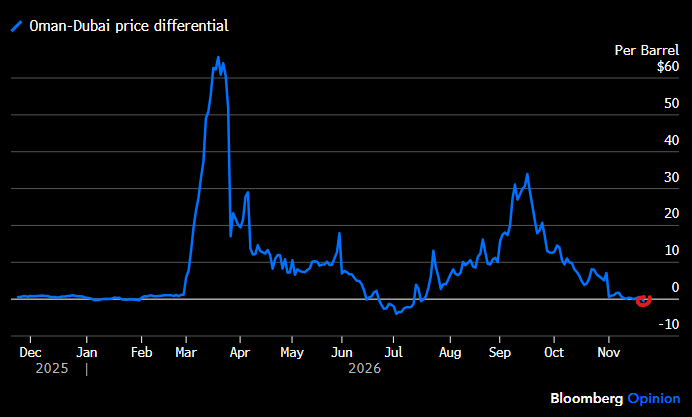 Oman-Dubai price differential
Per Barrel
$60
50
40
30
20
10
0
-10
Dec Jan Feb Mar Apr May Jun Jul Aug Sep Oct Nov
2025 | 2026
Bloomberg Opinion